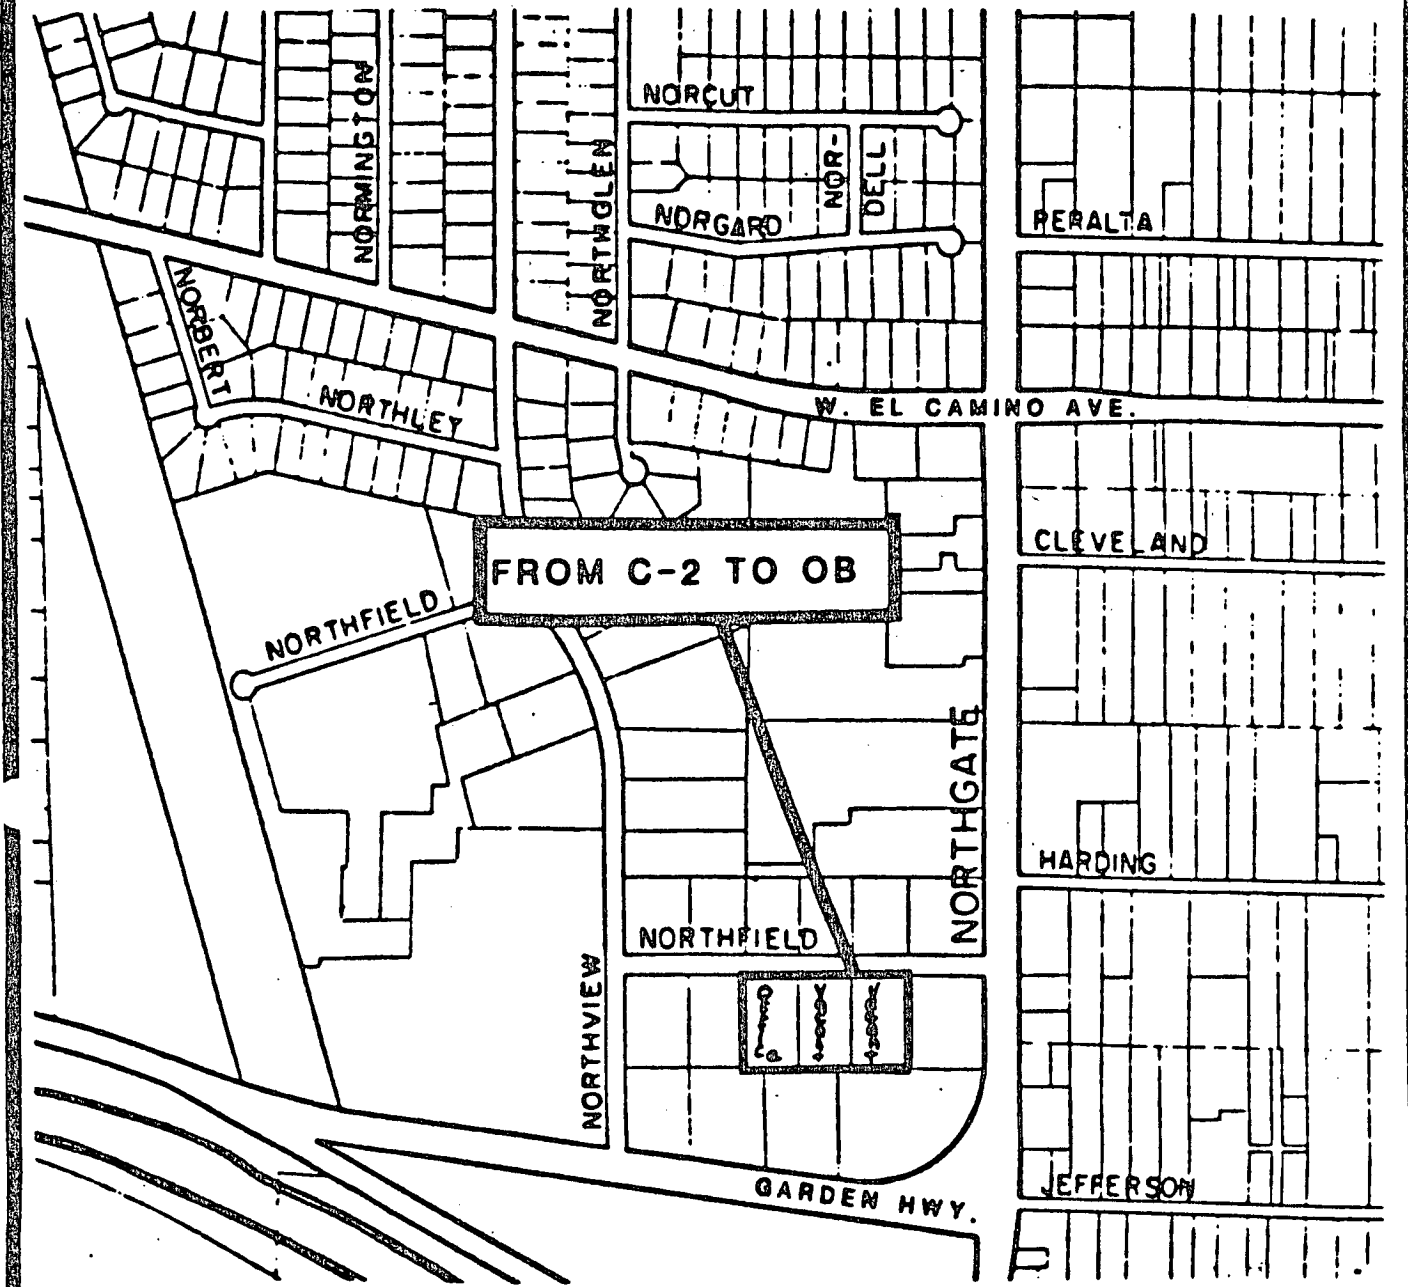 NORCUT
NORMINGTON
NORTHGLEN
NOR-
DELL
NORGARD
PERALTA
NORBERT
NORTHLEY
W. EL CAMINO AVE.
CLEVELAND
FROM C-2 TO OB
NORTHFIELD
NORTHGATE
HARDING
NORTHFIELD
NORTHVIEW
JEFFERSON
GARDEN HWY.